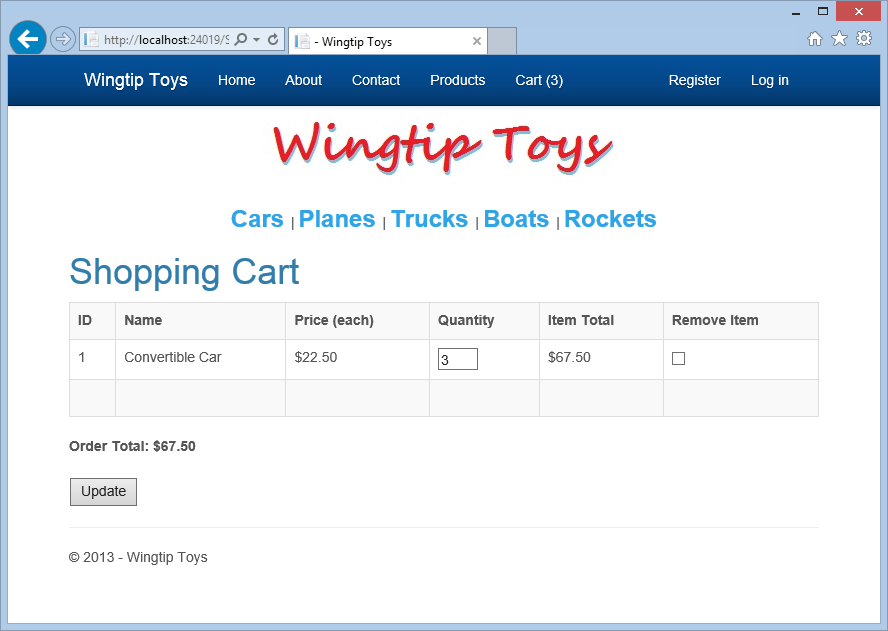 http://localhost:24019/S
- Wingtip Toys
Wingtip Toys Home About Contact Products Cart (3) Register Log in
Wingtip Toys
Cars | Planes | Trucks | Boats | Rockets
Shopping Cart
ID Name Price (each) Quantity Item Total Remove Item
1 Convertible Car $22.50 3 $67.50
Order Total: $67.50
Update
© 2013 - Wingtip Toys